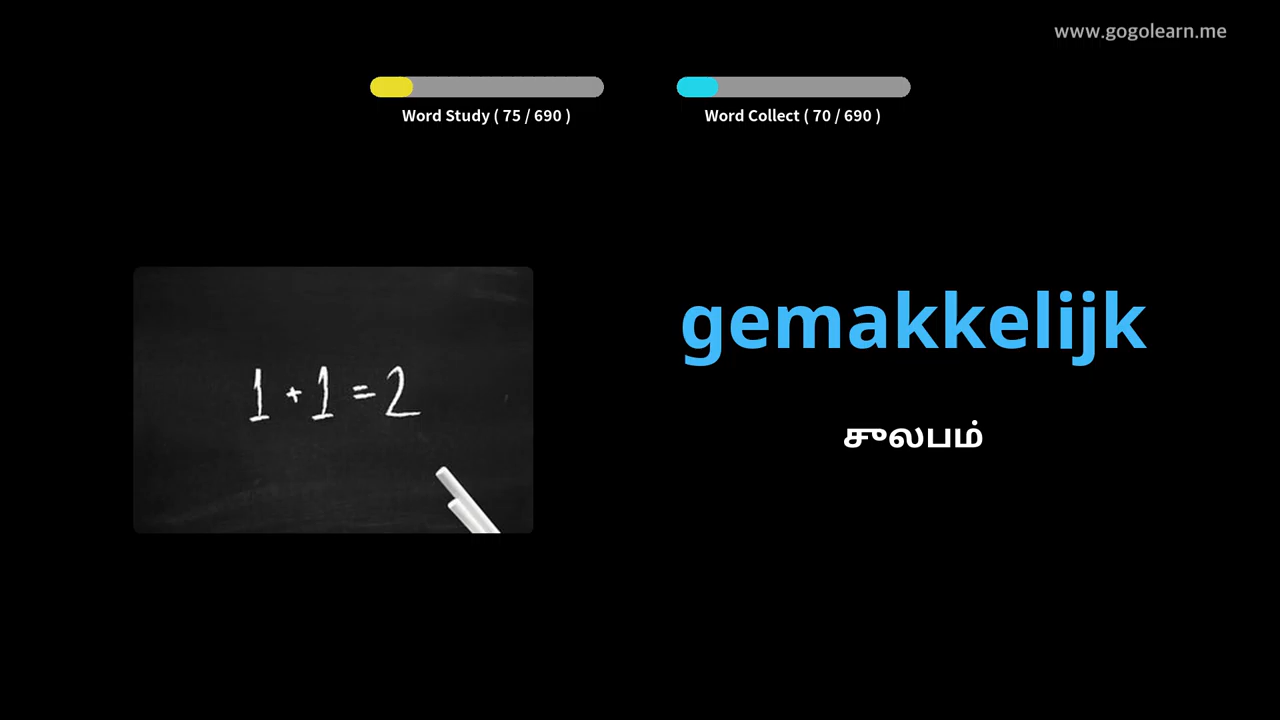 www.gogolearn.me
Word Study ( 75 / 690 )
Word Collect ( 70 / 690 )
1 + 1 = 2
gemakkelijk
சுலபம்